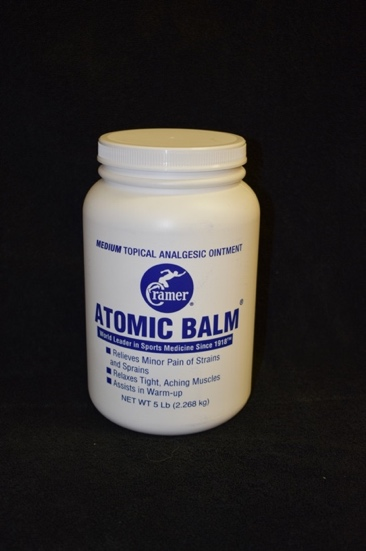 MEDIUM TOPICAL ANALGESIC OINTMENT
Cramer®
ATOMIC BALM®
World Leader in Sports Medicine Since 1918™
■ Relieves Minor Pain of Strains
and Sprains
■ Relaxes Tight, Aching Muscles
■ Assists in Warm-up
NET WT 5 Lb (2.268 kg)